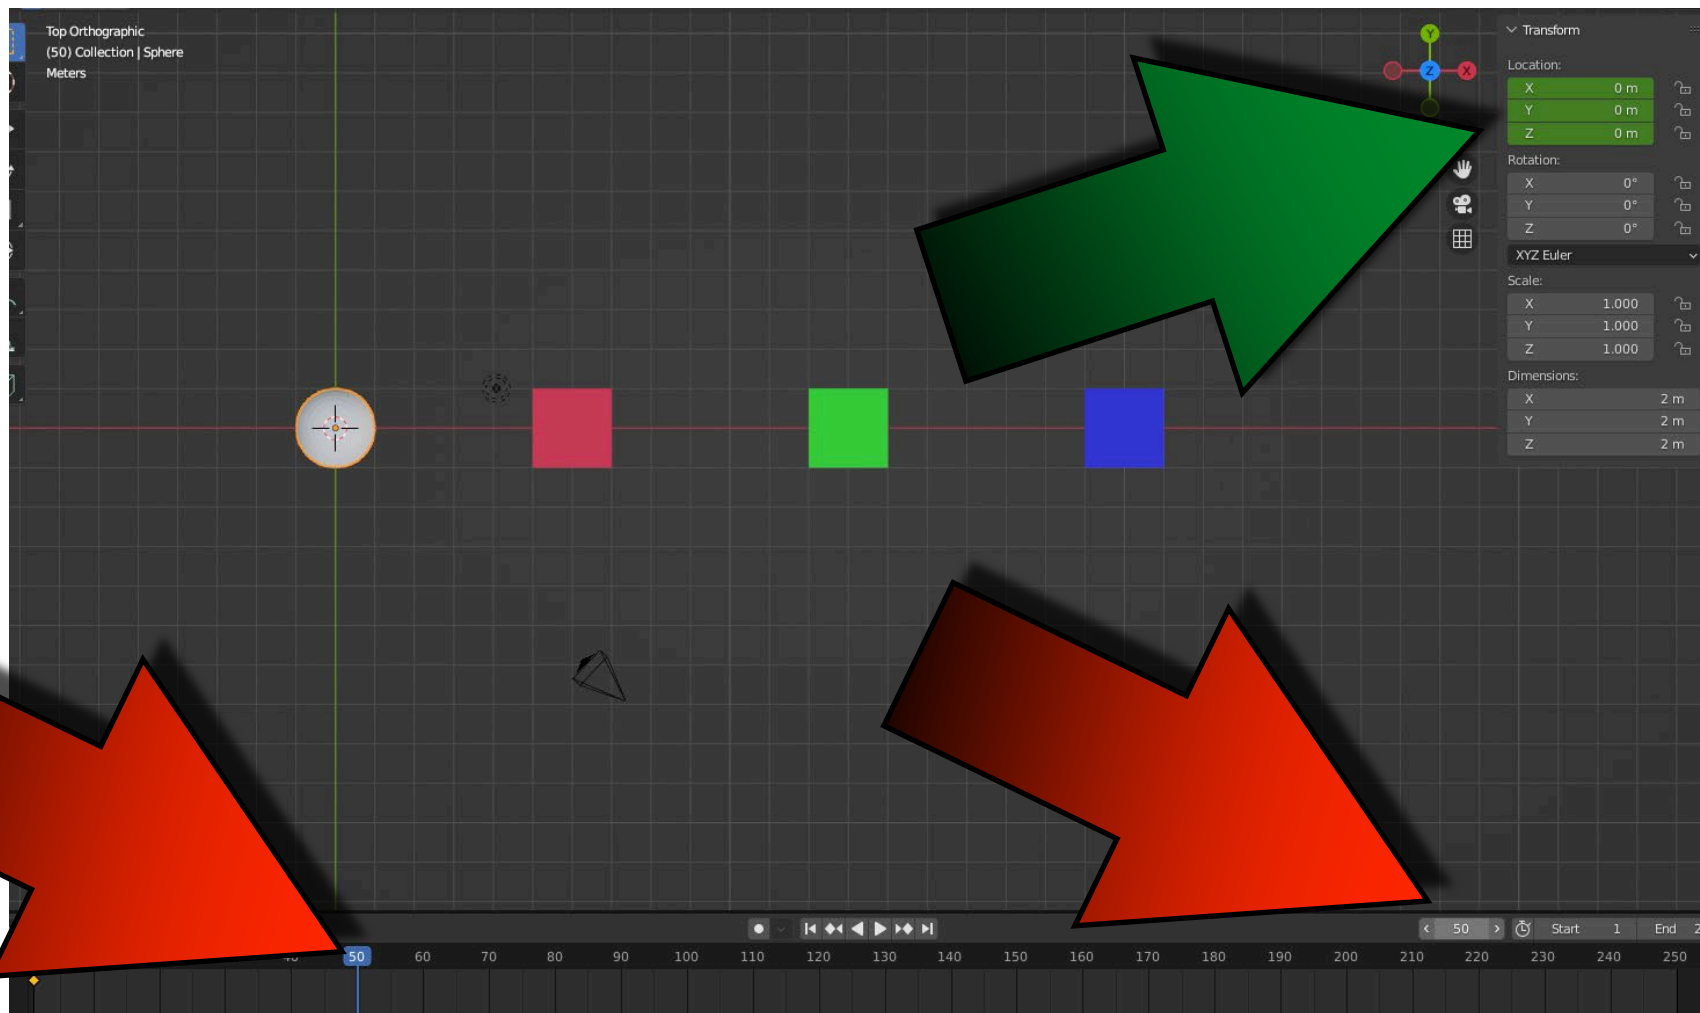 Top Orthographic
(50) Collection | Sphere
Meters
Y
Z
X
Transform
Location:
X 0 m
Y 0 m
Z 0 m
Rotation:
X 0°
Y 0°
Z 0°
XYZ Euler
Scale:
X 1.000
Y 1.000
Z 1.000
Dimensions:
X 2 m
Y 2 m
Z 2 m
50 Start 1 End
50 60 70 80 90 100 110 120 130 140 150 160 170 180 190 200 210 220 230 240 250